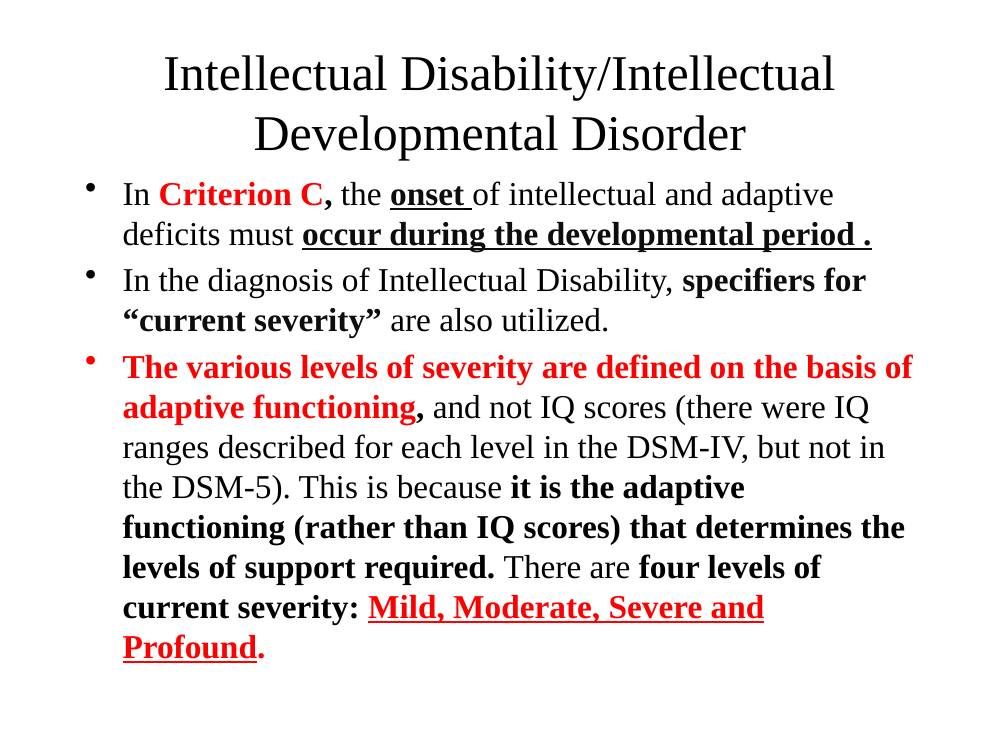 Intellectual Disability/Intellectual
Developmental Disorder
• In Criterion C, the onset of intellectual and adaptive
deficits must occur during the developmental period .
• In the diagnosis of Intellectual Disability, specifiers for
“current severity” are also utilized.
• The various levels of severity are defined on the basis of
adaptive functioning, and not IQ scores (there were IQ
ranges described for each level in the DSM-IV, but not in
the DSM-5). This is because it is the adaptive
functioning (rather than IQ scores) that determines the
levels of support required. There are four levels of
current severity: Mild, Moderate, Severe and
Profound.